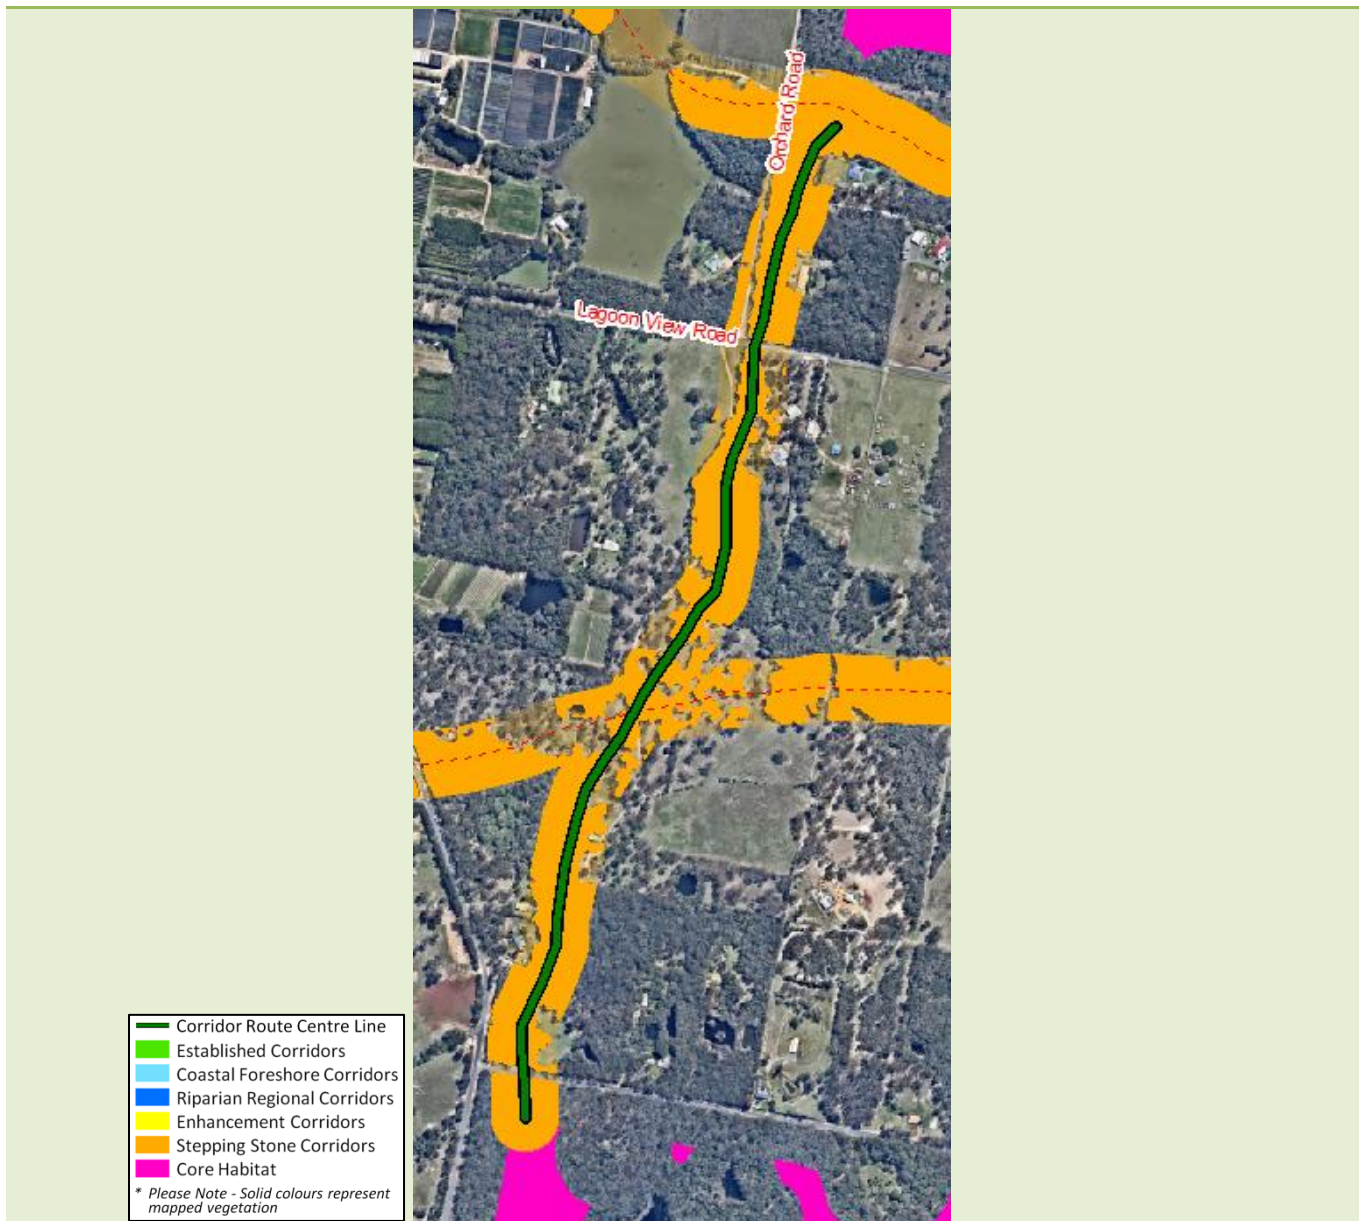 Orchard Road
Lagoon View Road
Corridor Route Centre Line
Established Corridors
Coastal Foreshore Corridors
Riparian Regional Corridors
Enhancement Corridors
Stepping Stone Corridors
Core Habitat
* Please Note - Solid colours represent
mapped vegetation